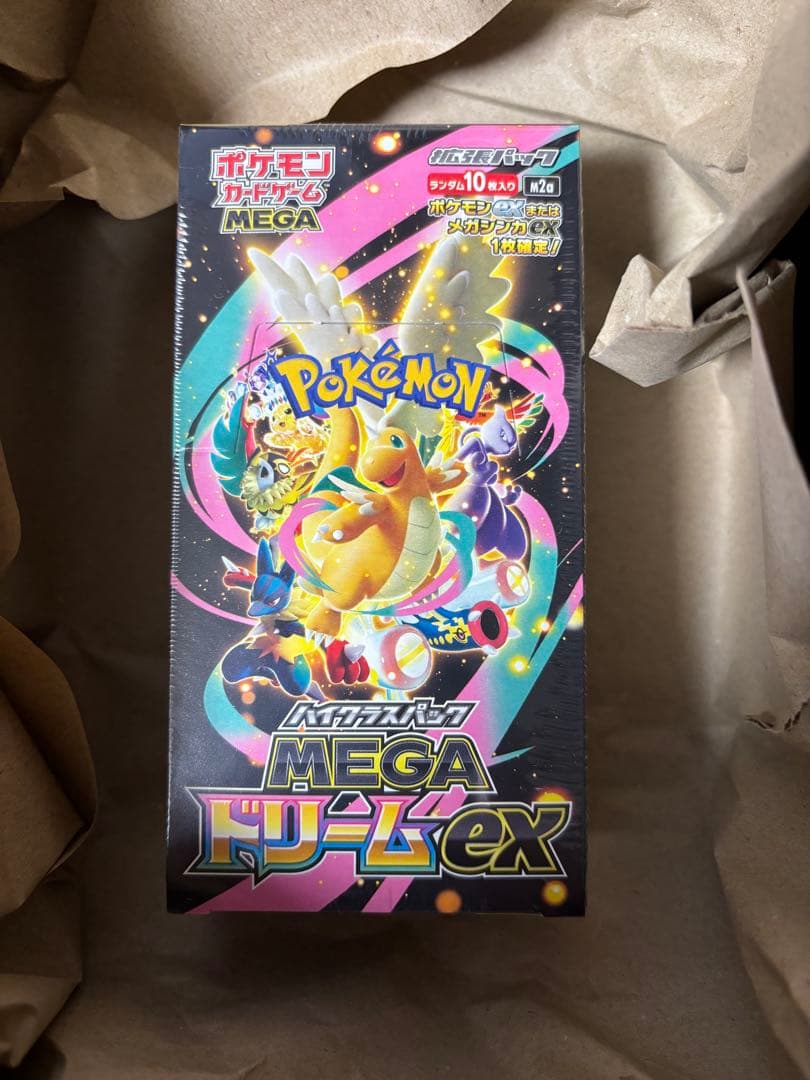 ポケモン
カードゲーム™
MEGA
拡張パック
ランダム10枚入り M2a
ポケモンexまたは
メガシンカex
1枚確定!
POKÉMON™
ハイクラスパック
MEGA
ドリームex